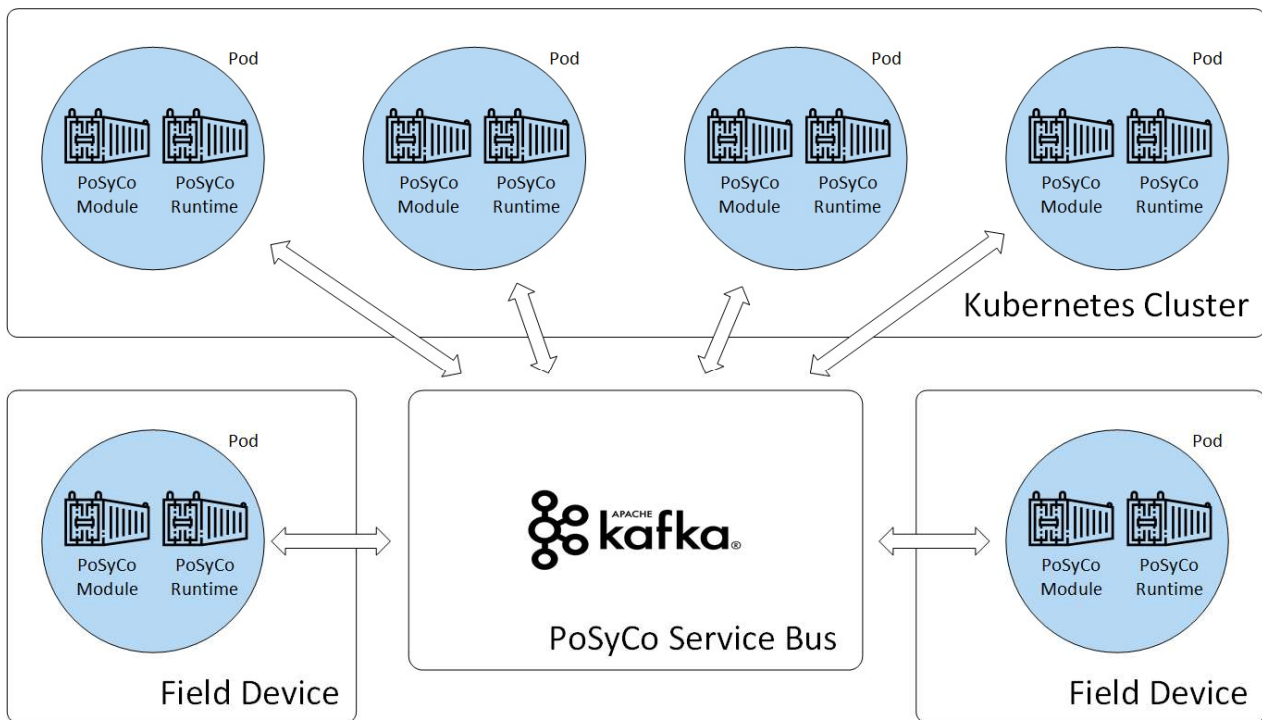 Pod
PoSyCo PoSyCo
Module Runtime
Pod
PoSyCo PoSyCo
Module Runtime
Pod
PoSyCo PoSyCo
Module Runtime
Pod
PoSyCo PoSyCo
Module Runtime
Kubernetes Cluster
Pod
PoSyCo PoSyCo
Module Runtime
Field Device
APACHE
kafka®
PoSyCo Service Bus
Pod
PoSyCo PoSyCo
Module Runtime
Field Device